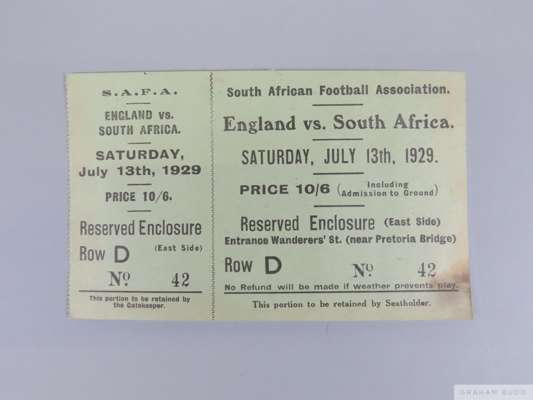 S.A.F.A.
ENGLAND vs.
SOUTH AFRICA.
SATURDAY,
July 13th, 1929
PRICE 10/6.
Reserved Enclosure
Row D (East Side)
No. 42
This portion to be retained by
the Gatekeeper.
South African Football Association.
England vs. South Africa.
SATURDAY, JULY 13th, 1929.
PRICE 10/6 (Including
Admission to Ground)
Reserved Enclosure (East Side)
Entrance Wanderers' St. (near Pretoria Bridge)
Row D No. 42
No Refund will be made if weather prevents play.
This portion to be retained by Seatholder.
GRAHAM BUDD